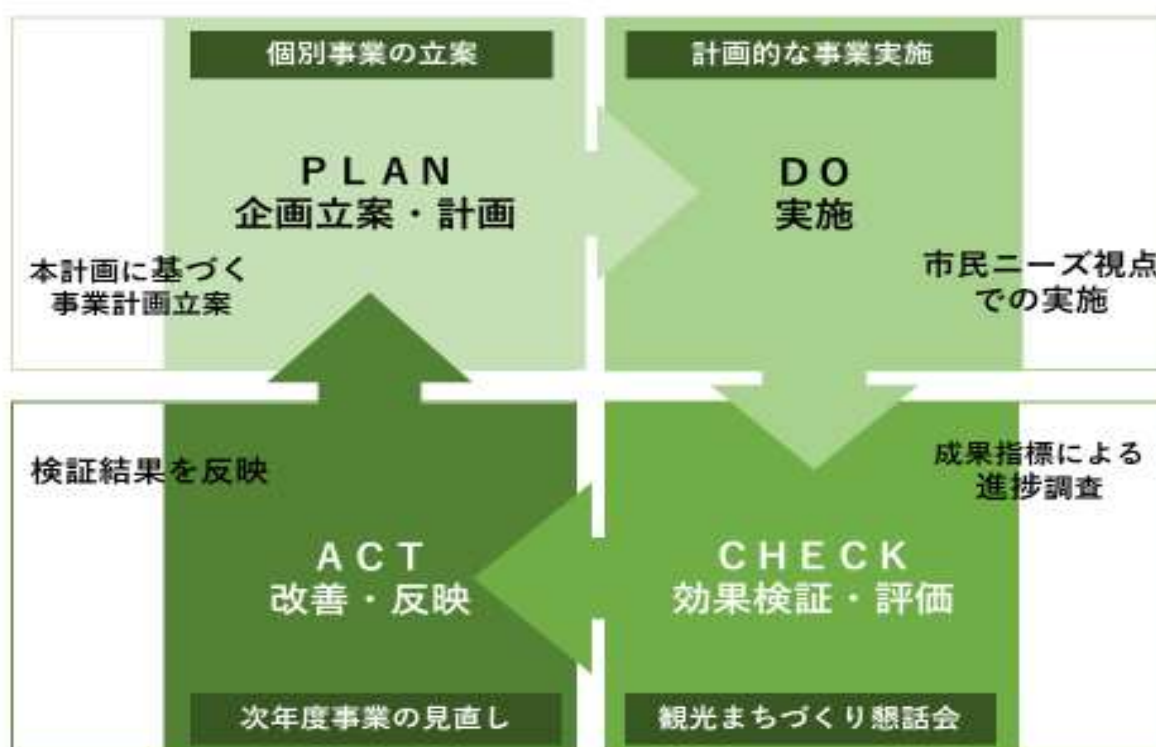 個別事業の立案
PLAN
企画立案・計画
本計画に基づく
事業計画立案
計画的な事業実施
DO
実施
市民ニーズ視点
での実施
検証結果を反映
ACT
改善・反映
次年度事業の見直し
成果指標による
進捗調査
CHECK
効果検証・評価
観光まちづくり懇話会